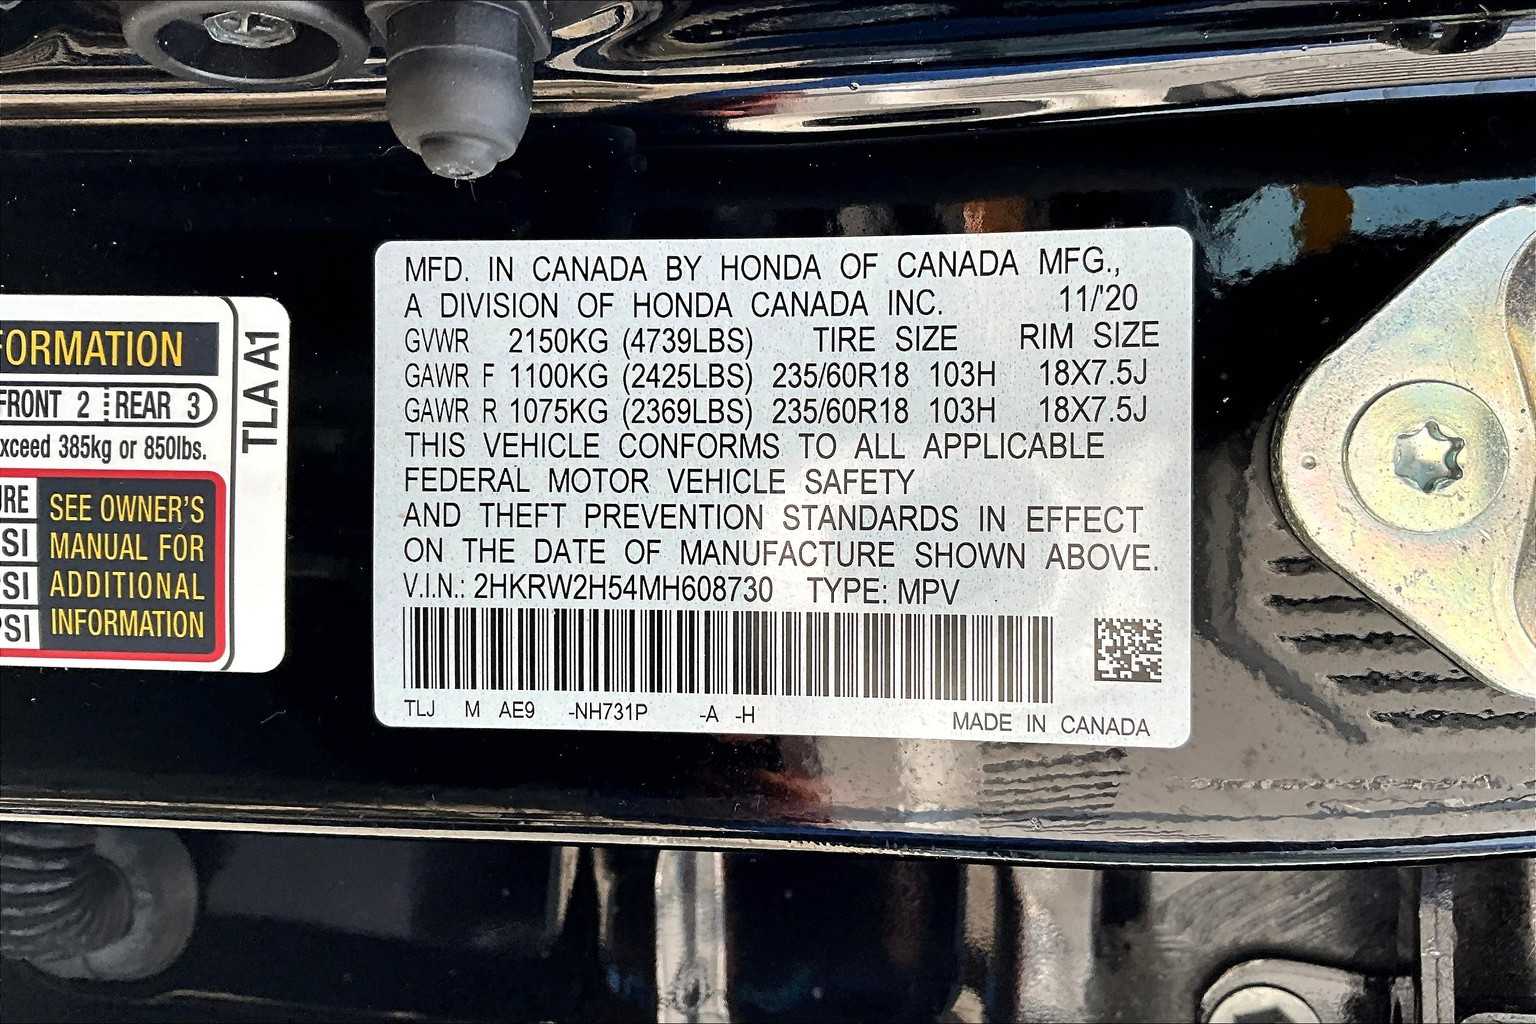 FORMATION
FRONT 2 REAR 3
xceed 385kg or 850lbs.
URE
SI
PSI
PSI
SEE OWNER'S
MANUAL FOR
ADDITIONAL
INFORMATION
TLA A1
MFD. IN CANADA BY HONDA OF CANADA MFG.,
A DIVISION OF HONDA CANADA INC. 11/'20
GVWR 2150KG (4739LBS) TIRE SIZE RIM SIZE
GAWR F 1100KG (2425LBS) 235/60R18 103H 18X7.5J
GAWR R 1075KG (2369LBS) 235/60R18 103H 18X7.5J
THIS VEHICLE CONFORMS TO ALL APPLICABLE
FEDERAL MOTOR VEHICLE SAFETY
AND THEFT PREVENTION STANDARDS IN EFFECT
ON THE DATE OF MANUFACTURE SHOWN ABOVE.
V.I.N.: 2HKRW2H54MH608730 TYPE: MPV
TLJ M AE9 -NH731P -A -H
MADE IN CANADA